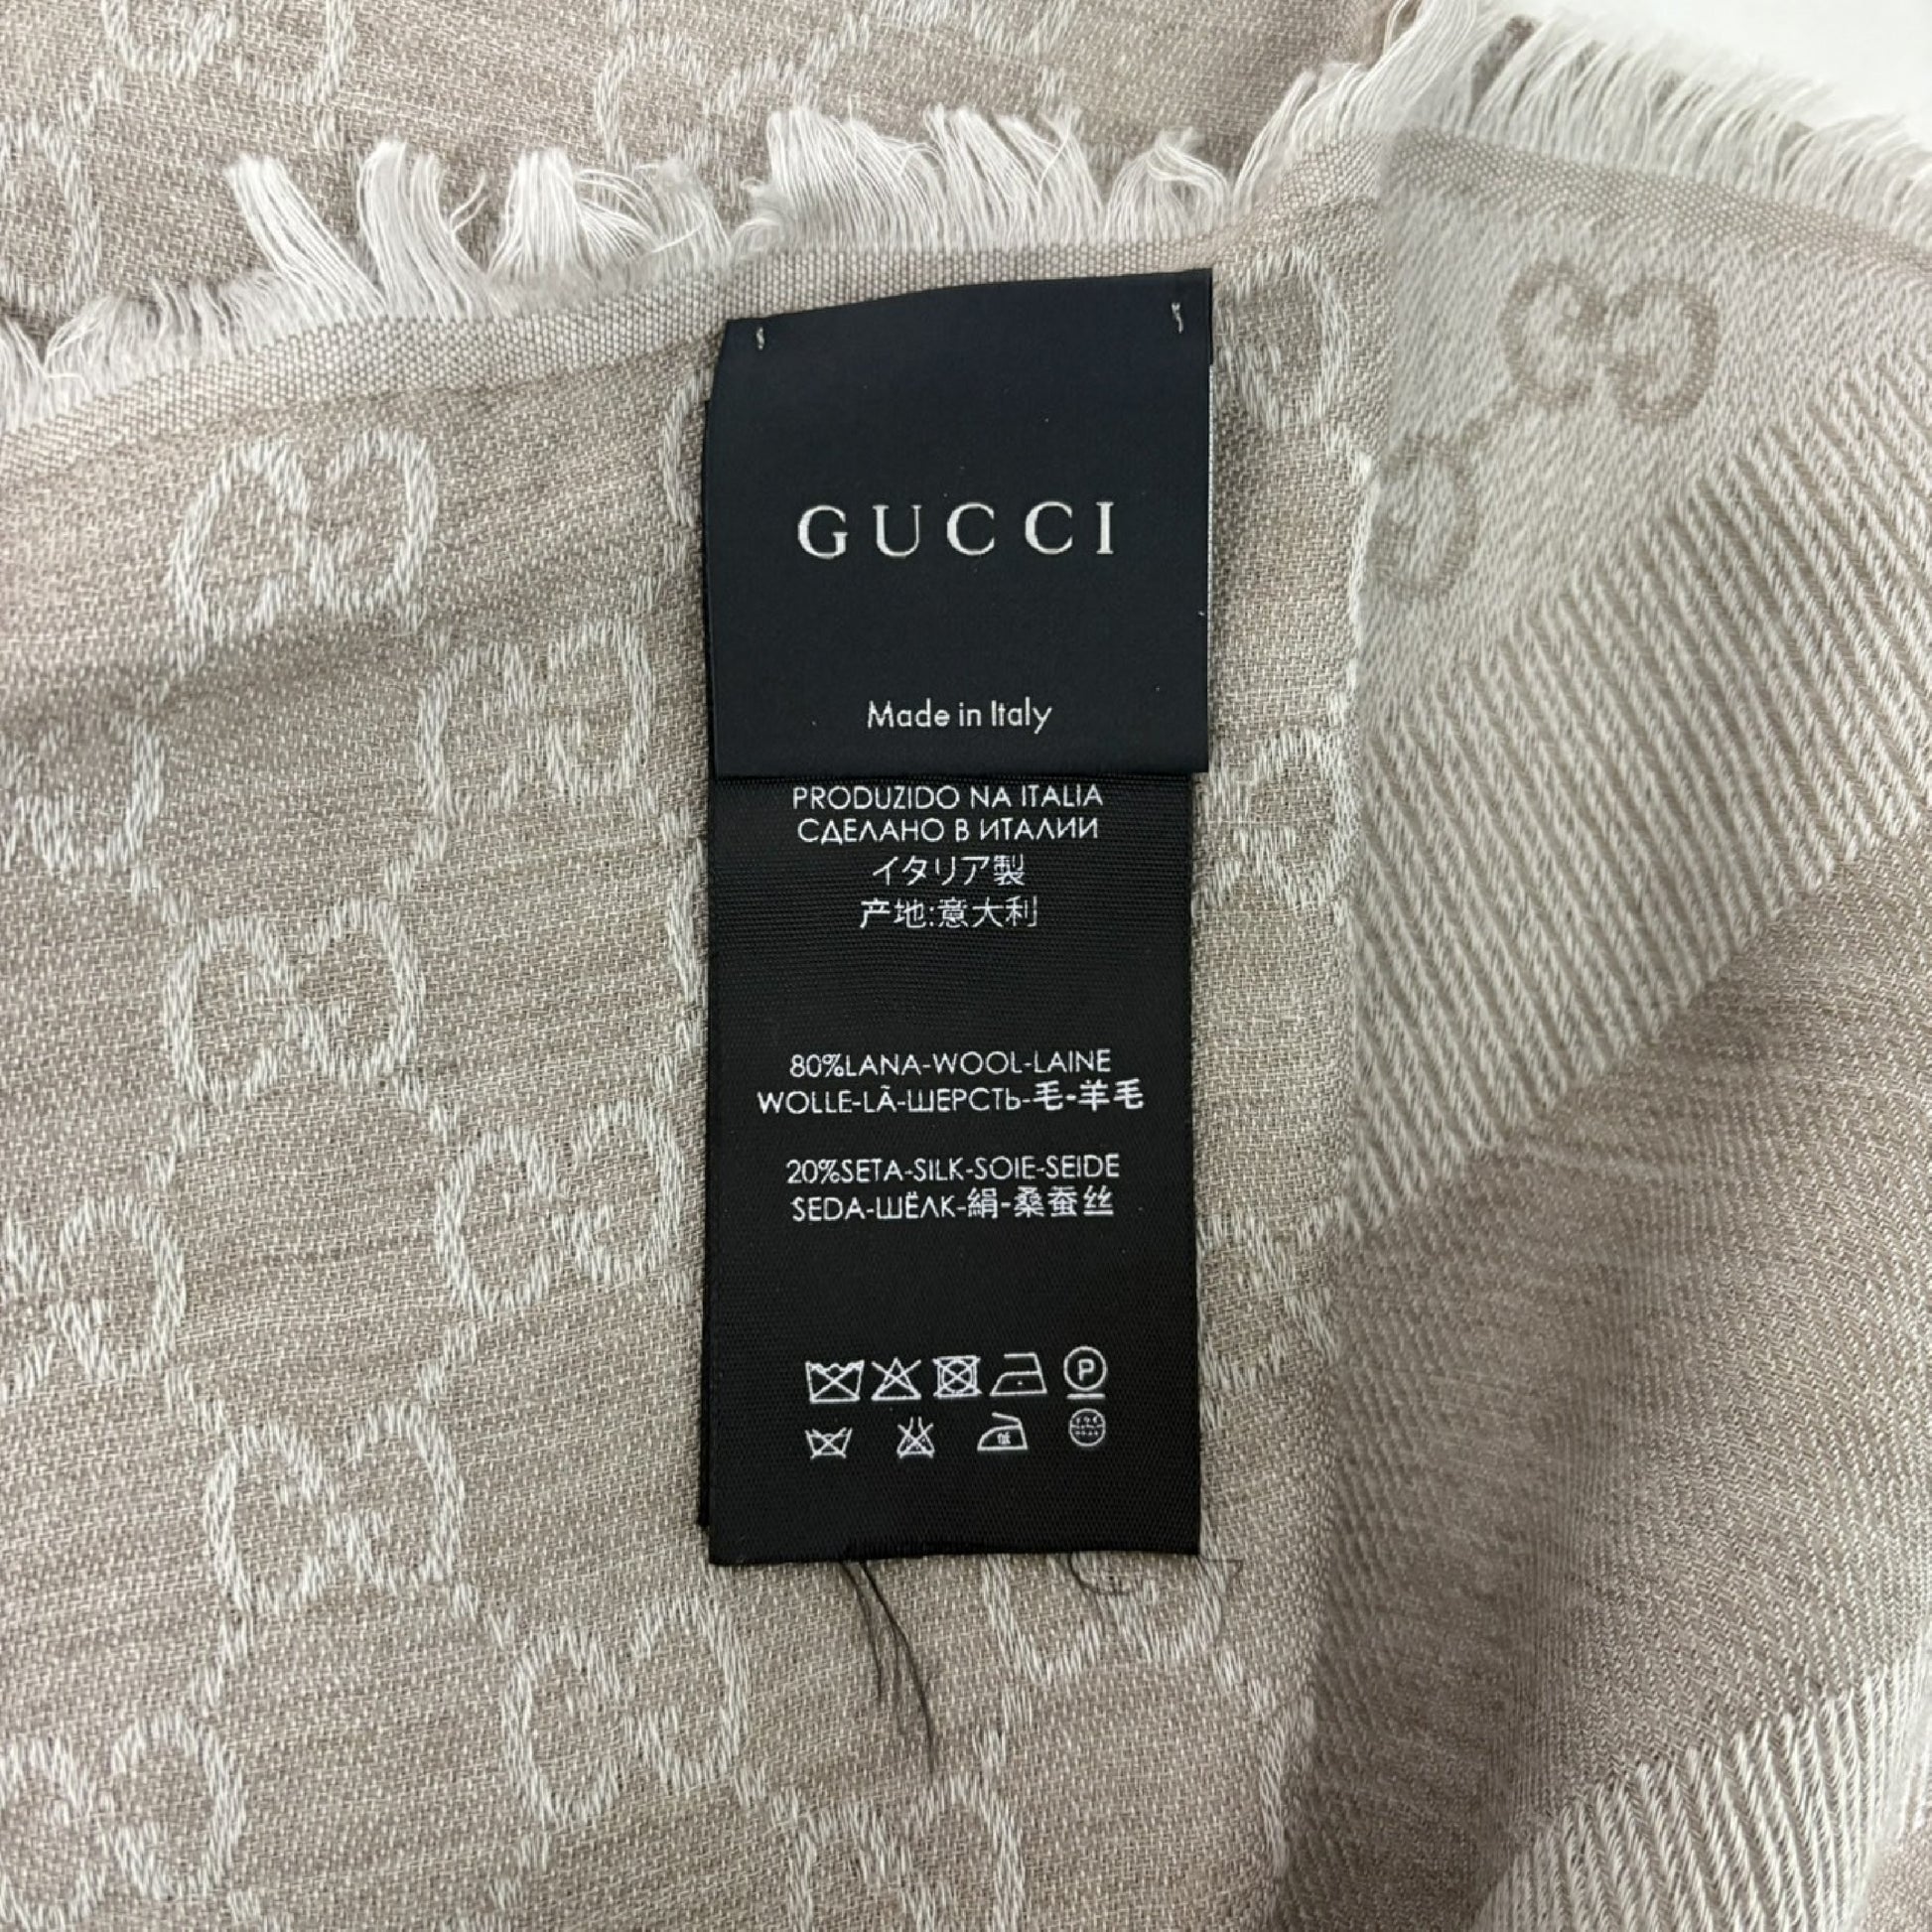 GUCCI
Made in Italy
PRODUZIDO NA ITALIA
СДЕЛАНО В ИТАЛИИ
イタリア製
产地:意大利
80%LANA-WOOL-LAINE
WOLLE-LÃ-ШЕРСТЬ-毛-羊毛
20%SETA-SILK-SOIE-SEIDE
SEDA-ШЁЛК-絹-桑蚕丝
P